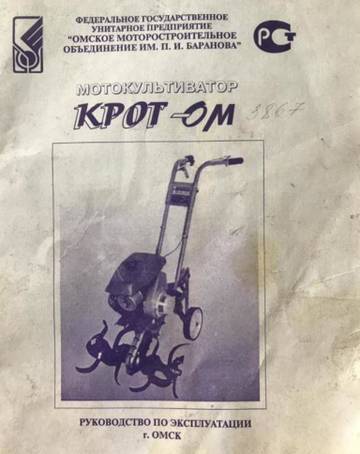 ФЕДЕРАЛЬНОЕ ГОСУДАРСТВЕННОЕ
УНИТАРНОЕ ПРЕДПРИЯТИЕ
"ОМСКОЕ МОТОРОСТРОИТЕЛЬНОЕ
ОБЪЕДИНЕНИЕ ИМ. П. И. БАРАНОВА"
РСТ
МОТОКУЛЬТИВАТОР
КРОТ-ОМ
3867
РУКОВОДСТВО ПО ЭКСПЛУАТАЦИИ
г. ОМСК